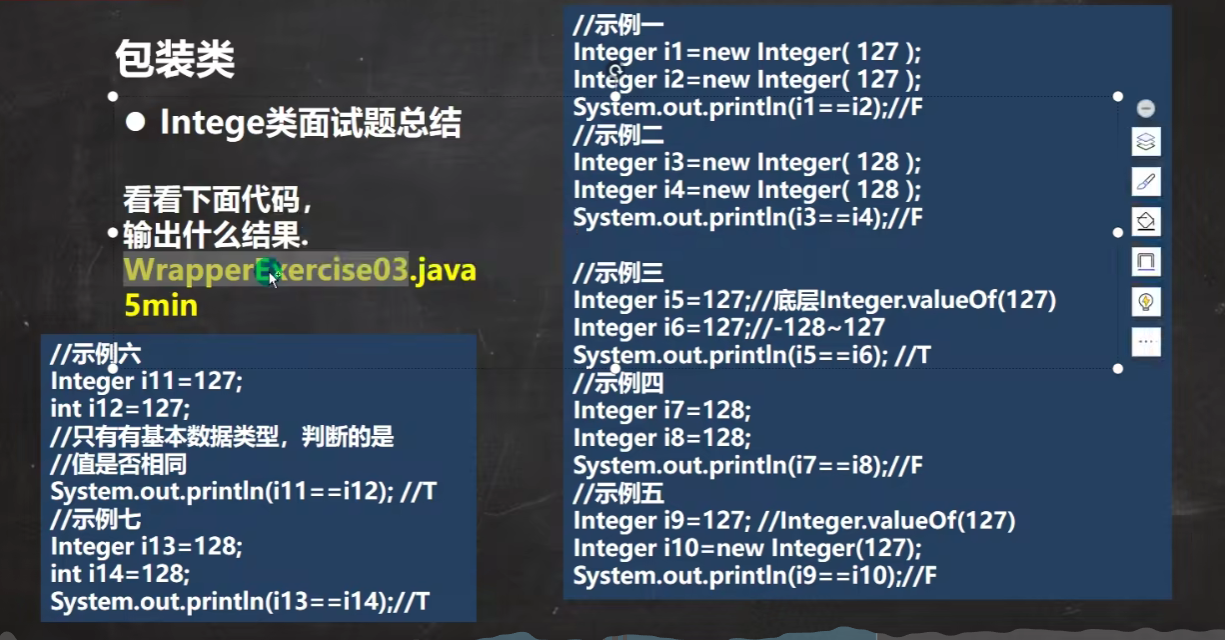 包装类
● Intege类面试题总结
看看下面代码，
输出什么结果.
WrapperExercise03.java
5min
//示例六
Integer i11=127;
int i12=127;
//只有有基本数据类型，判断的是
//值是否相同
System.out.println(i11==i12); //T
//示例七
Integer i13=128;
int i14=128;
System.out.println(i13==i14);//T
//示例一
Integer i1=new Integer( 127 );
Integer i2=new Integer( 127 );
System.out.println(i1==i2);//F
//示例二
Integer i3=new Integer( 128 );
Integer i4=new Integer( 128 );
System.out.println(i3==i4);//F
//示例三
Integer i5=127;//底层Integer.valueOf(127)
Integer i6=127;//-128~127
System.out.println(i5==i6); //T
//示例四
Integer i7=128;
Integer i8=128;
System.out.println(i7==i8);//F
//示例五
Integer i9=127; //Integer.valueOf(127)
Integer i10=new Integer(127);
System.out.println(i9==i10);//F